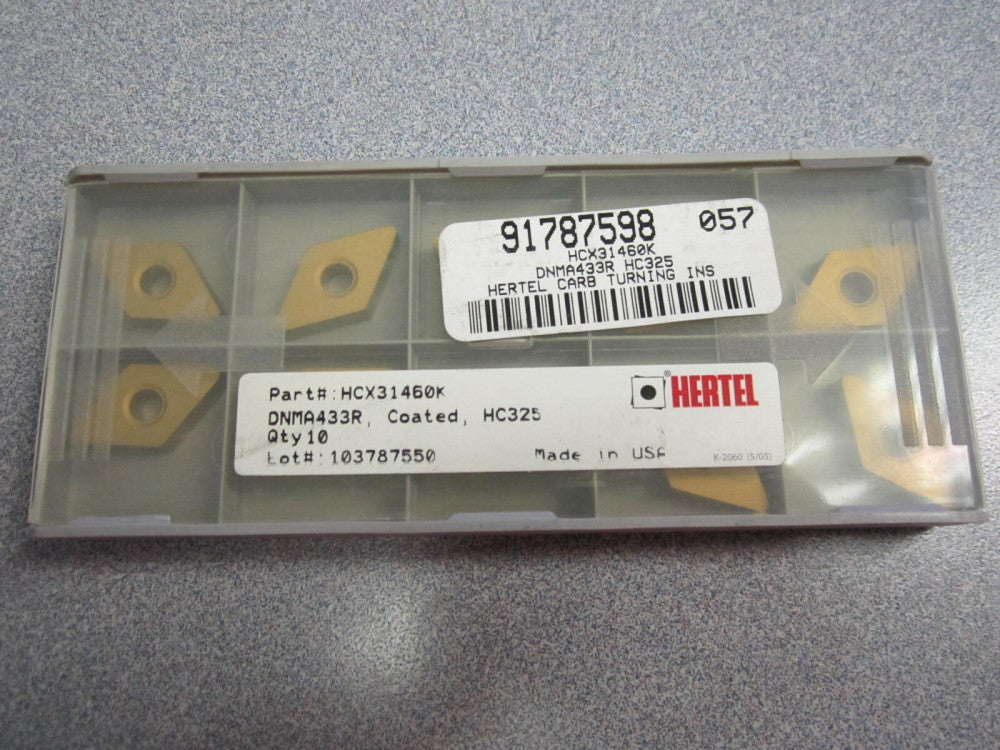 91787598 057
HCX31460K
DNMA433R HC325
HERTEL CARB TURNING INS
Part#:HCX31460K
DNMA433R, Coated, HC325
Qty10
Lot#:103787550
Made in USA
HERTEL®
K-2060 (5/05)